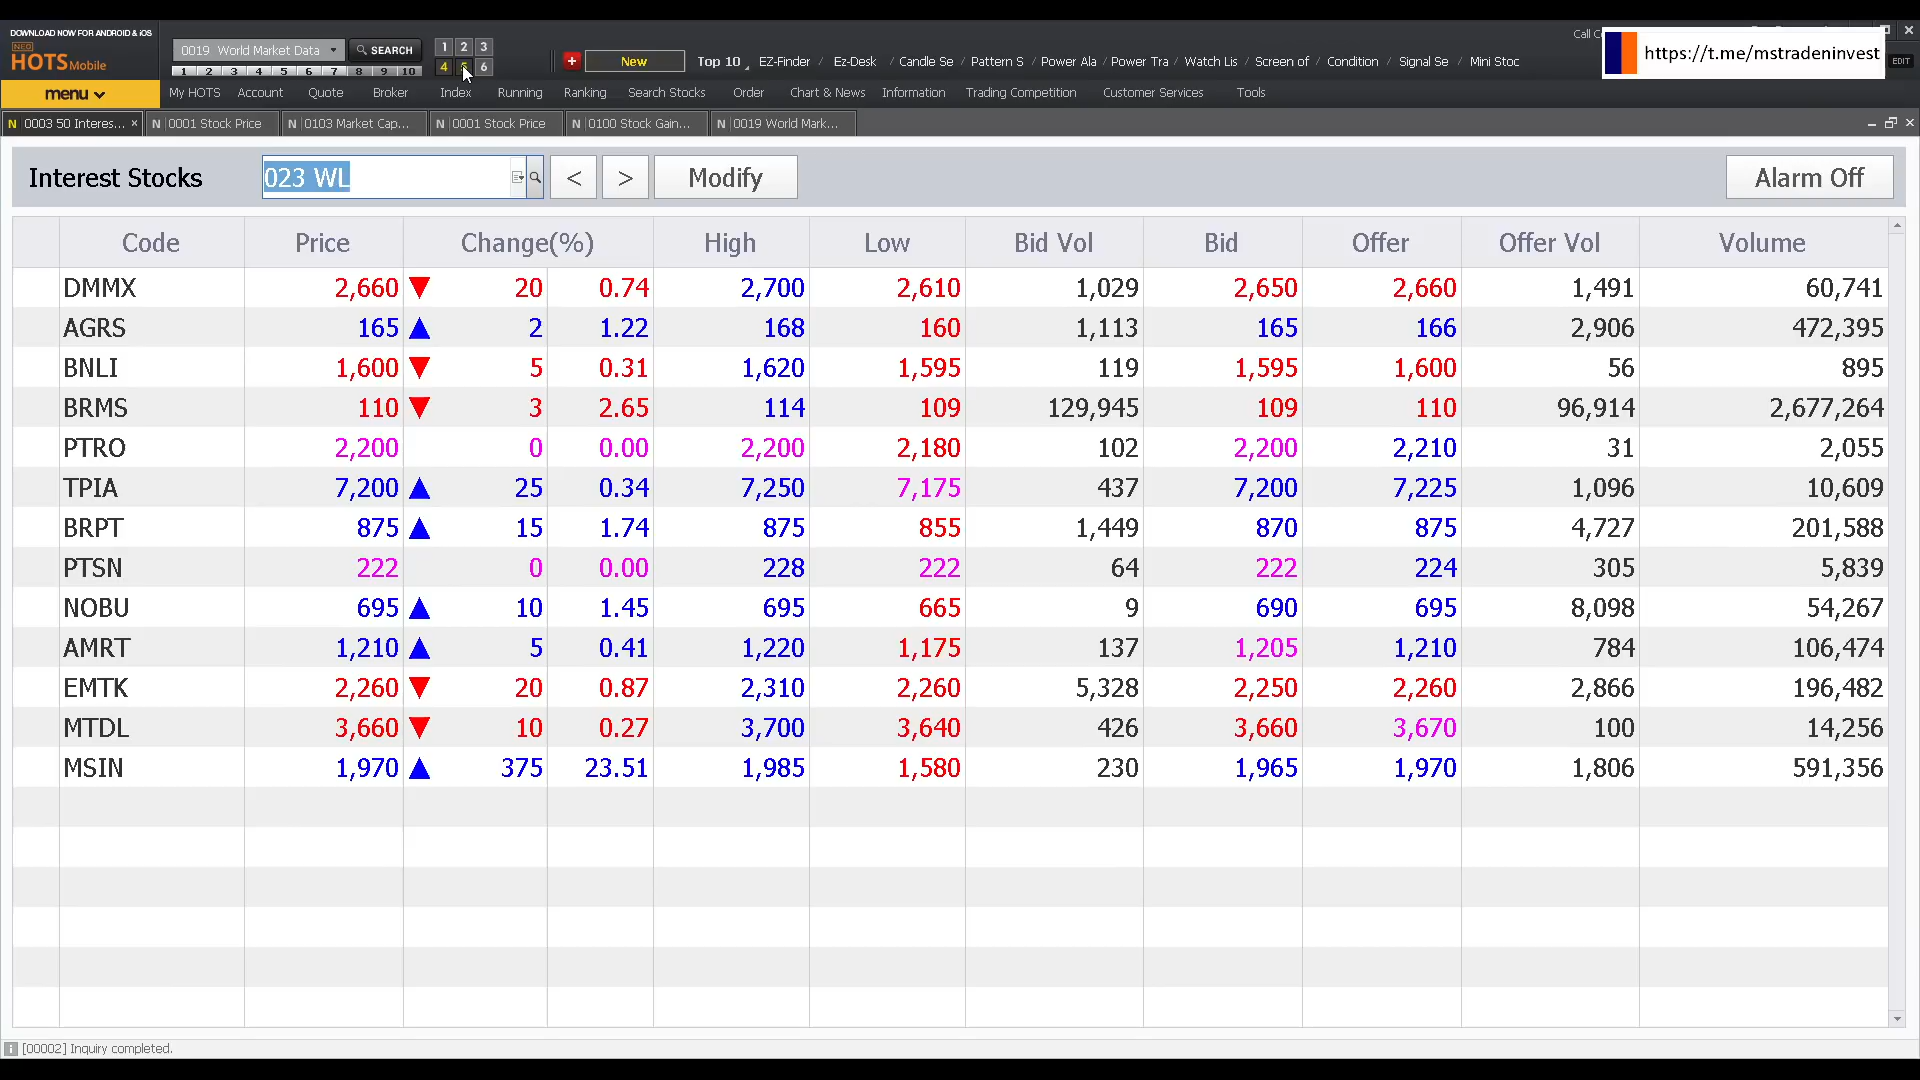 DOWNLOAD NOW FOR ANDROID & iOS
NEO
HOTS Mobile
0019 World Market Data
SEARCH
1 2 3
4 5 6
1 2 3 4 5 6 7 8 9 10
New
Top 10 EZ-Finder / Ez-Desk / Candle Se / Pattern S / Power Ala / Power Tra / Watch Lis / Screen of / Condition / Signal Se / Mini Stoc
https://t.me/mstradeninvest
EDIT
menu
My HOTS Account Quote Broker Index Running Ranking Search Stocks Order Chart & News Information Trading Competition Customer Services Tools
N 0003 50 Interes... × N 0001 Stock Price N 0103 Market Cap... N 0001 Stock Price N 0100 Stock Gain... N 0019 World Mark...
Interest Stocks 023 WL < > Modify Alarm Off
Code Price Change(%) High Low Bid Vol Bid Offer Offer Vol Volume
DMMX 2,660 ▼ 20 0.74 2,700 2,610 1,029 2,650 2,660 1,491 60,741
AGRS 165 ▲ 2 1.22 168 160 1,113 165 166 2,906 472,395
BNLI 1,600 ▼ 5 0.31 1,620 1,595 119 1,595 1,600 56 895
BRMS 110 ▼ 3 2.65 114 109 129,945 109 110 96,914 2,677,264
PTRO 2,200 0 0.00 2,200 2,180 102 2,200 2,210 31 2,055
TPIA 7,200 ▲ 25 0.34 7,250 7,175 437 7,200 7,225 1,096 10,609
BRPT 875 ▲ 15 1.74 875 855 1,449 870 875 4,727 201,588
PTSN 222 0 0.00 228 222 64 222 224 305 5,839
NOBU 695 ▲ 10 1.45 695 665 9 690 695 8,098 54,267
AMRT 1,210 ▲ 5 0.41 1,220 1,175 137 1,205 1,210 784 106,474
EMTK 2,260 ▼ 20 0.87 2,310 2,260 5,328 2,250 2,260 2,866 196,482
MTDL 3,660 ▼ 10 0.27 3,700 3,640 426 3,660 3,670 100 14,256
MSIN 1,970 ▲ 375 23.51 1,985 1,580 230 1,965 1,970 1,806 591,356
[00002] Inquiry completed.